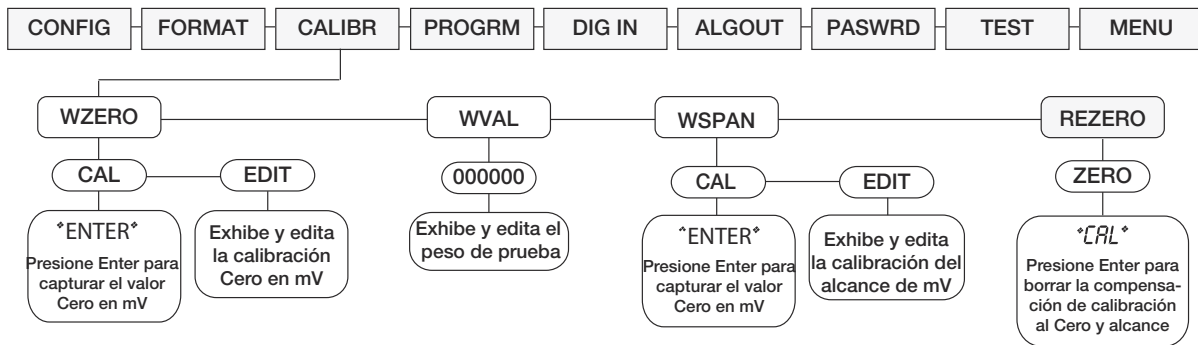 CONFIG FORMAT CALIBR PROGRM DIG IN ALGOUT PASWRD TEST MENU
WZERO WVAL WSPAN REZERO
CAL EDIT 000000 CAL EDIT ZERO
*ENTER*
Presione Enter para
capturar el valor
Cero en mV
Exhibe y edita
la calibración
Cero en mV
Exhibe y edita el
peso de prueba
*ENTER*
Presione Enter para
capturar el valor
Cero en mV
Exhibe y edita
la calibración del
alcance de mV
*CAL*
Presione Enter para
borrar la compensa-
ción de calibración
al Cero y alcance